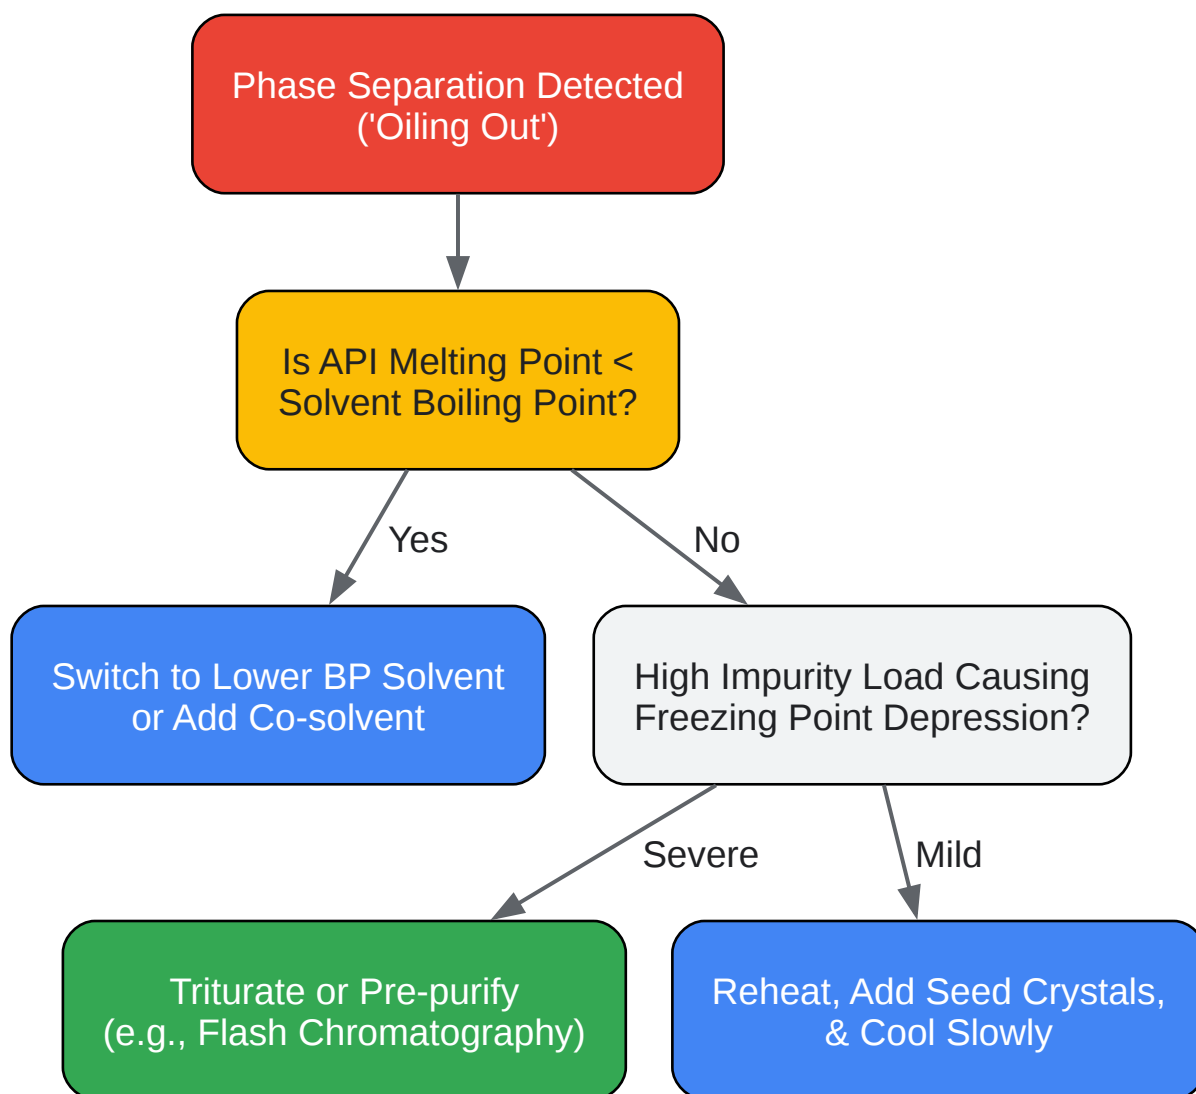 Phase Separation Detected
('Oiling Out')
Is API Melting Point <
Solvent Boiling Point?
Yes
No
Switch to Lower BP Solvent
or Add Co-solvent
High Impurity Load Causing
Freezing Point Depression?
Severe
Mild
Triturate or Pre-purify
(e.g., Flash Chromatography)
Reheat, Add Seed Crystals,
& Cool Slowly